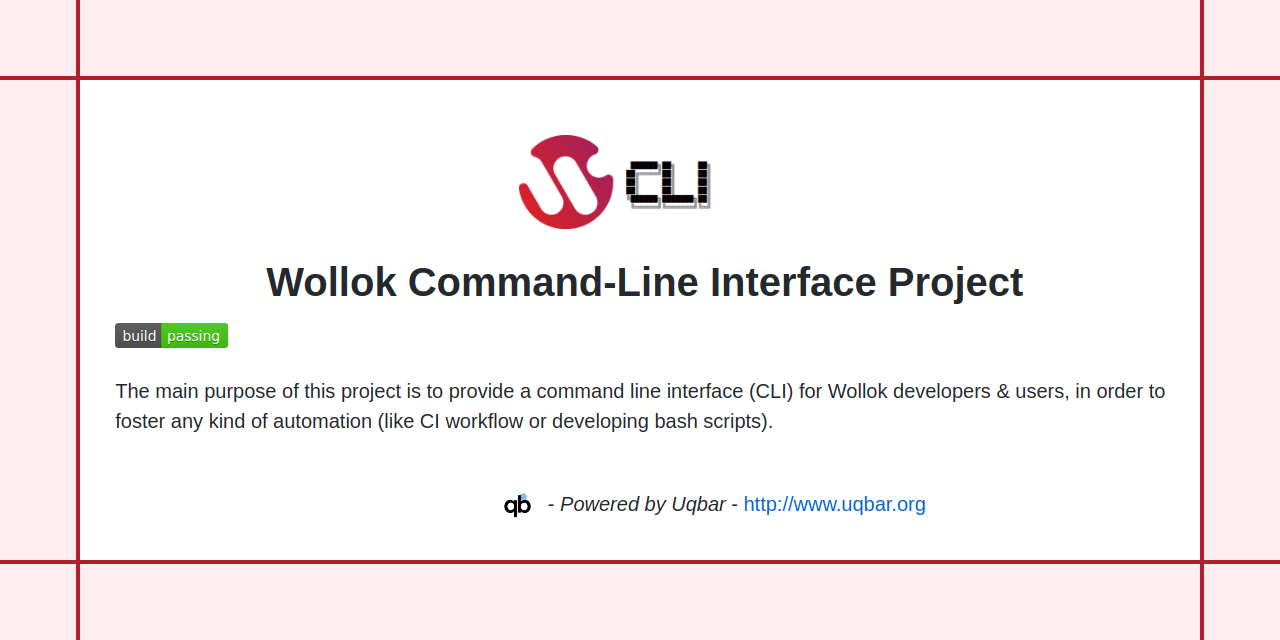 CLI
Wollok Command-Line Interface Project
build passing
The main purpose of this project is to provide a command line interface (CLI) for Wollok developers & users, in order to
foster any kind of automation (like CI workflow or developing bash scripts).
qb - Powered by Uqbar - http://www.uqbar.org